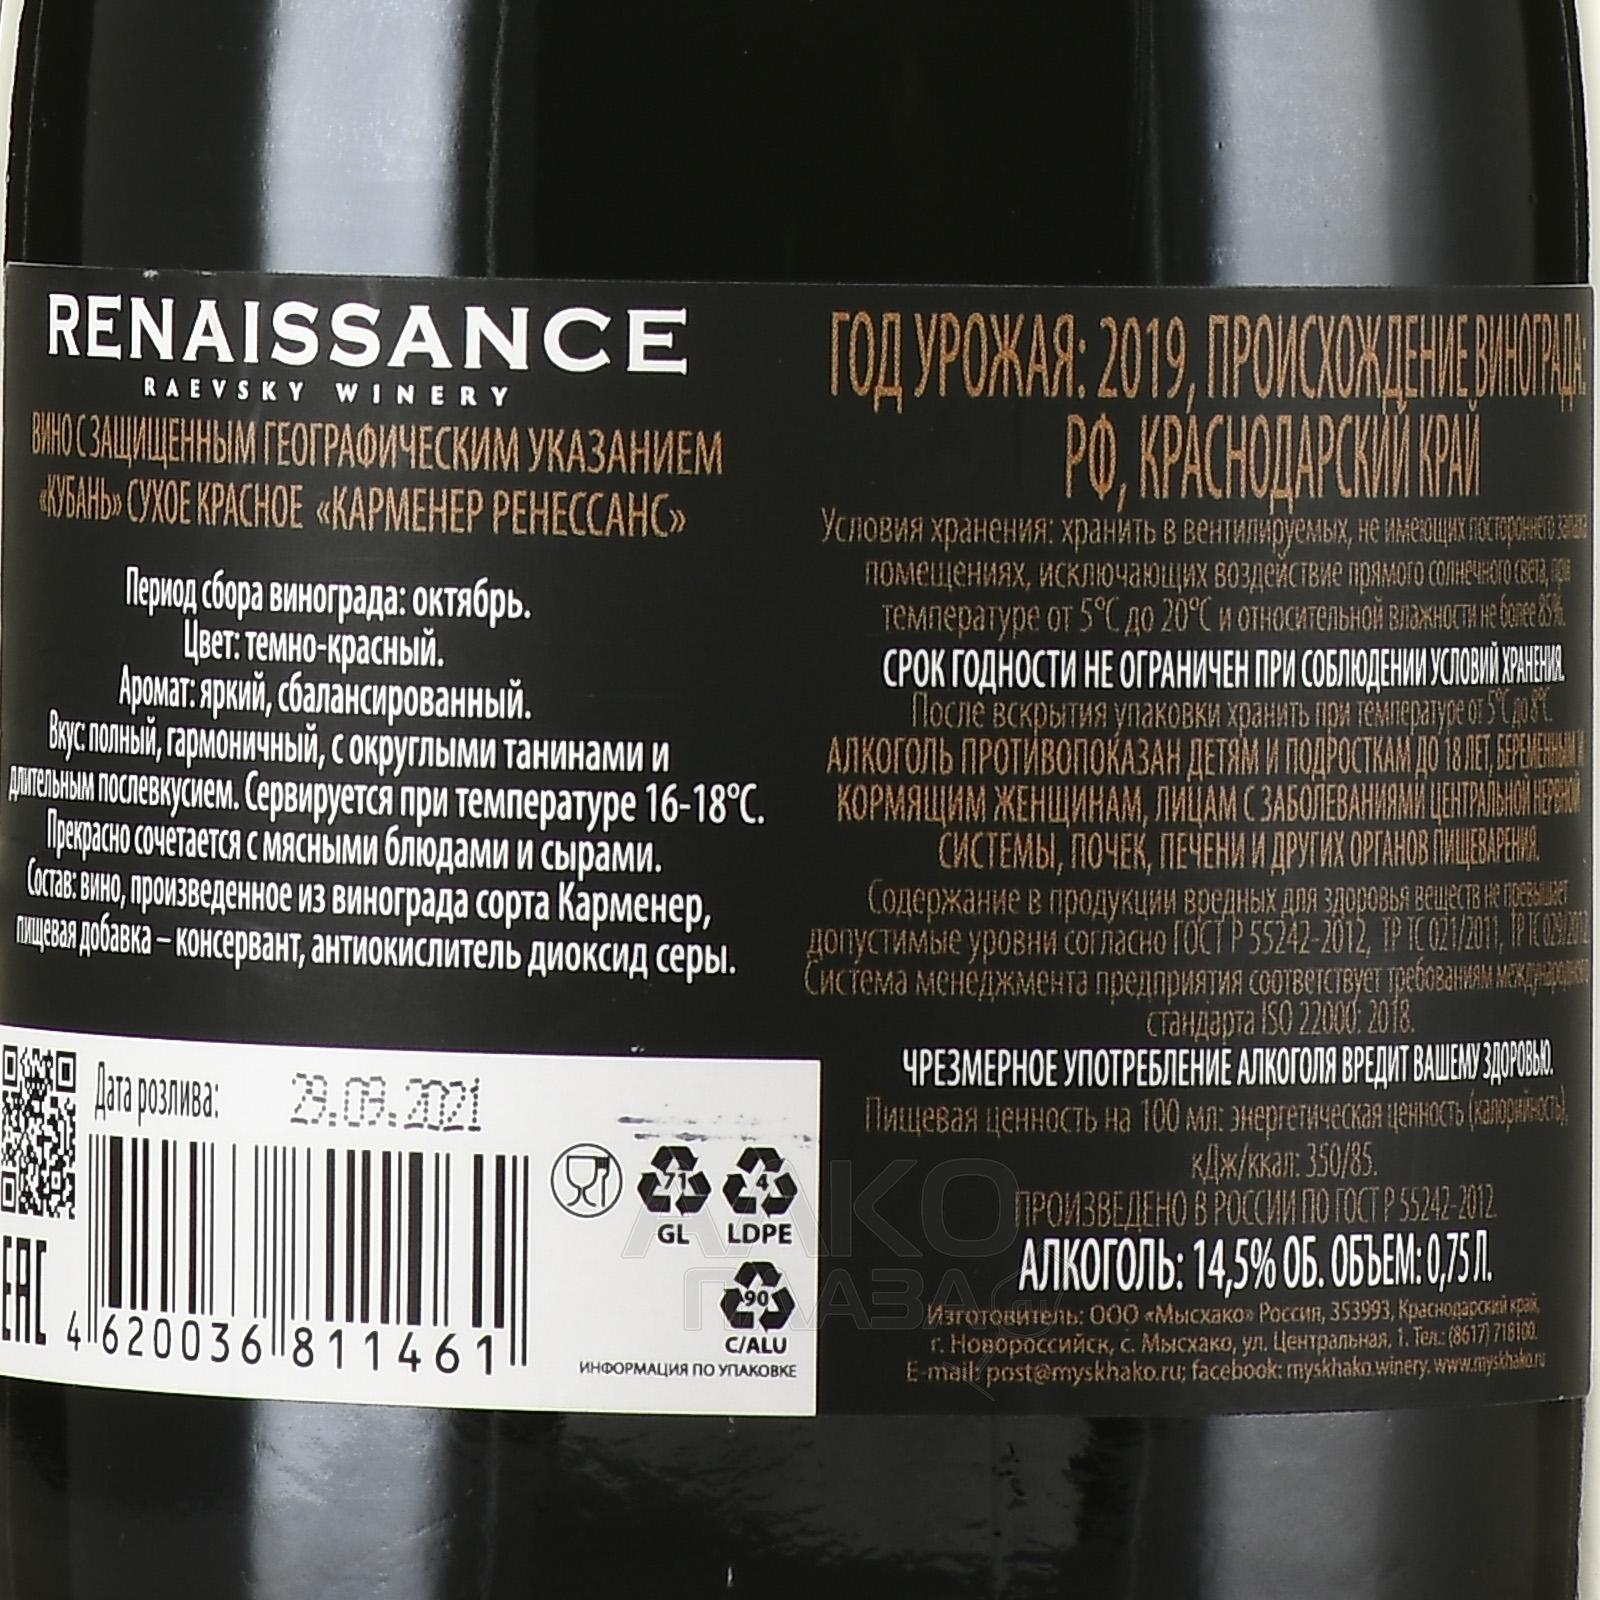 RENAISSANCE
RAEVSKY WINERY
ВИНО С ЗАЩИЩЕННЫМ ГЕОГРАФИЧЕСКИМ УКАЗАНИЕМ
«КУБАНЬ» СУХОЕ КРАСНОЕ «КАРМЕНЕР РЕНЕССАНС»
Период сбора винограда: октябрь.
Цвет: темно-красный.
Аромат: яркий, сбалансированный.
Вкус: полный, гармоничный, с округлыми танинами и
длительным послевкусием. Сервируется при температуре 16-18°С.
Прекрасно сочетается с мясными блюдами и сырами.
Состав: вино, произведенное из винограда сорта Карменер,
пищевая добавка – консервант, антиокислитель диоксид серы.
Дата розлива: 29.09.2021
EAC
4 620036 811461
71
GL
4
LDPE
90
C/ALU
ИНФОРМАЦИЯ ПО УПАКОВКЕ
ГОД УРОЖАЯ: 2019, ПРОИСХОЖДЕНИЕ ВИНОГРАДА:
РФ, КРАСНОДАРСКИЙ КРАЙ
Условия хранения: хранить в вентилируемых, не имеющих постороннего запаха
помещениях, исключающих воздействие прямого солнечного света, при
температуре от 5°С до 20°С и относительной влажности не более 85%.
СРОК ГОДНОСТИ НЕ ОГРАНИЧЕН ПРИ СОБЛЮДЕНИИ УСЛОВИЙ ХРАНЕНИЯ.
После вскрытия упаковки хранить при температуре от 5°С до 8°С
АЛКОГОЛЬ ПРОТИВОПОКАЗАН ДЕТЯМ И ПОДРОСТКАМ ДО 18 ЛЕТ, БЕРЕМЕННЫМ И
КОРМЯЩИМ ЖЕНЩИНАМ, ЛИЦАМ С ЗАБОЛЕВАНИЯМИ ЦЕНТРАЛЬНОЙ НЕРВНОЙ
СИСТЕМЫ, ПОЧЕК, ПЕЧЕНИ И ДРУГИХ ОРГАНОВ ПИЩЕВАРЕНИЯ.
Содержание в продукции вредных для здоровья веществ не превышает
допустимые уровни согласно ГОСТ Р 55242-2012, ТР ТС 021/2011, ТР ТС 029/2012
Система менеджмента предприятия соответствует требованиям международного
стандарта ISO 22000: 2018.
ЧРЕЗМЕРНОЕ УПОТРЕБЛЕНИЕ АЛКОГОЛЯ ВРЕДИТ ВАШЕМУ ЗДОРОВЬЮ.
Пищевая ценность на 100 мл: энергетическая ценность (калорийность),
кДж/ккал: 350/85.
ПРОИЗВЕДЕНО В РОССИИ ПО ГОСТ Р 55242-2012
АЛКОГОЛЬ: 14,5% ОБ. ОБЪЕМ: 0,75 Л.
Изготовитель: ООО «Мысхако» Россия, 353993, Краснодарский край,
г. Новороссийск, с. Мысхако, ул. Центральная, 1. Тел.: (8617) 718100.
E-mail: post@myskhako.ru; facebook: myskhako.winery. www.myskhako.ru
АЛКО
ПЛАЗА